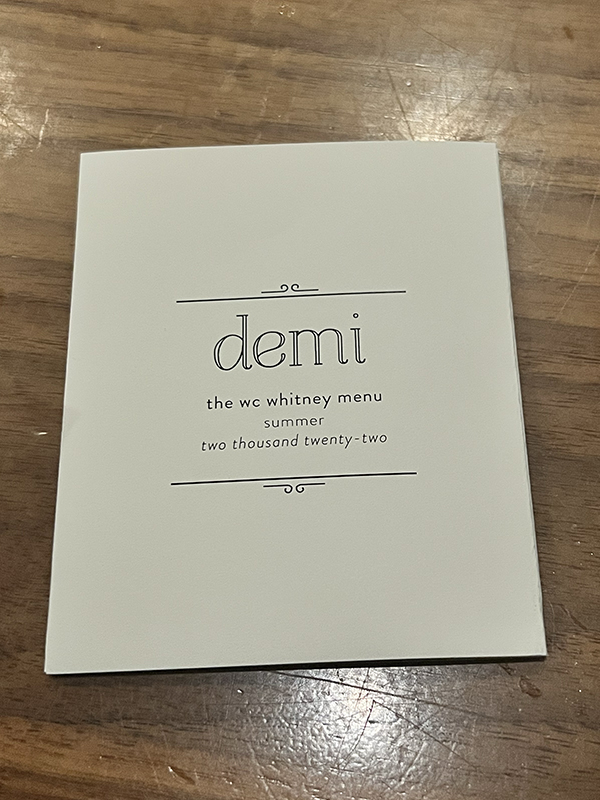 demi
the wc whitney menu
summer
two thousand twenty-two